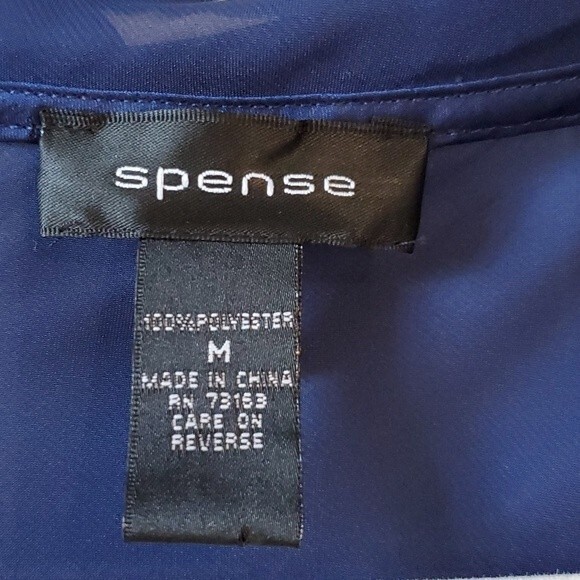 spense
100% POLYESTER
M
MADE IN CHINA
RN 73163
CARE ON
REVERSE